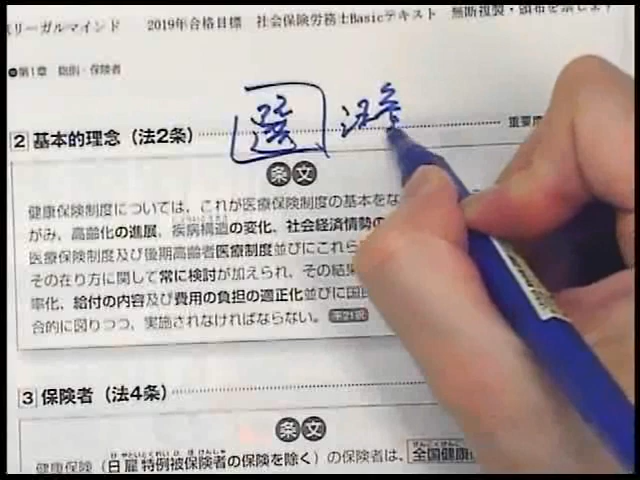 リーガルマインド 2019年合格目標 社会保険労務士Basicテキスト 無断複製・頒布を禁じます
第1章 総則・保険者
選
2 基本的理念（法2条） 重要度
条文
健康保険制度については、これが医療保険制度の基本をな
がみ、高齢化の進展、疾病構造の変化、社会経済情勢の
医療保険制度及び後期高齢者医療制度並びにこれら
その在り方に関して常に検討が加えられ、その結果
率化、給付の内容及び費用の負担の適正化並びに国
合的に図りつつ、実施されなければならない。
3 保険者（法4条）
条文
健康保険（日雇特例被保険者の保険を除く）の保険者は、全国健康